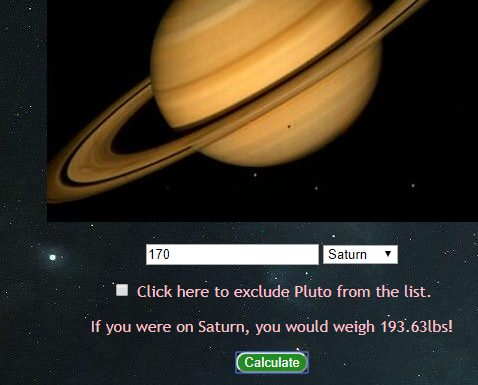 170 Saturn
Click here to exclude Pluto from the list.
If you were on Saturn, you would weigh 193.63lbs!
Calculate